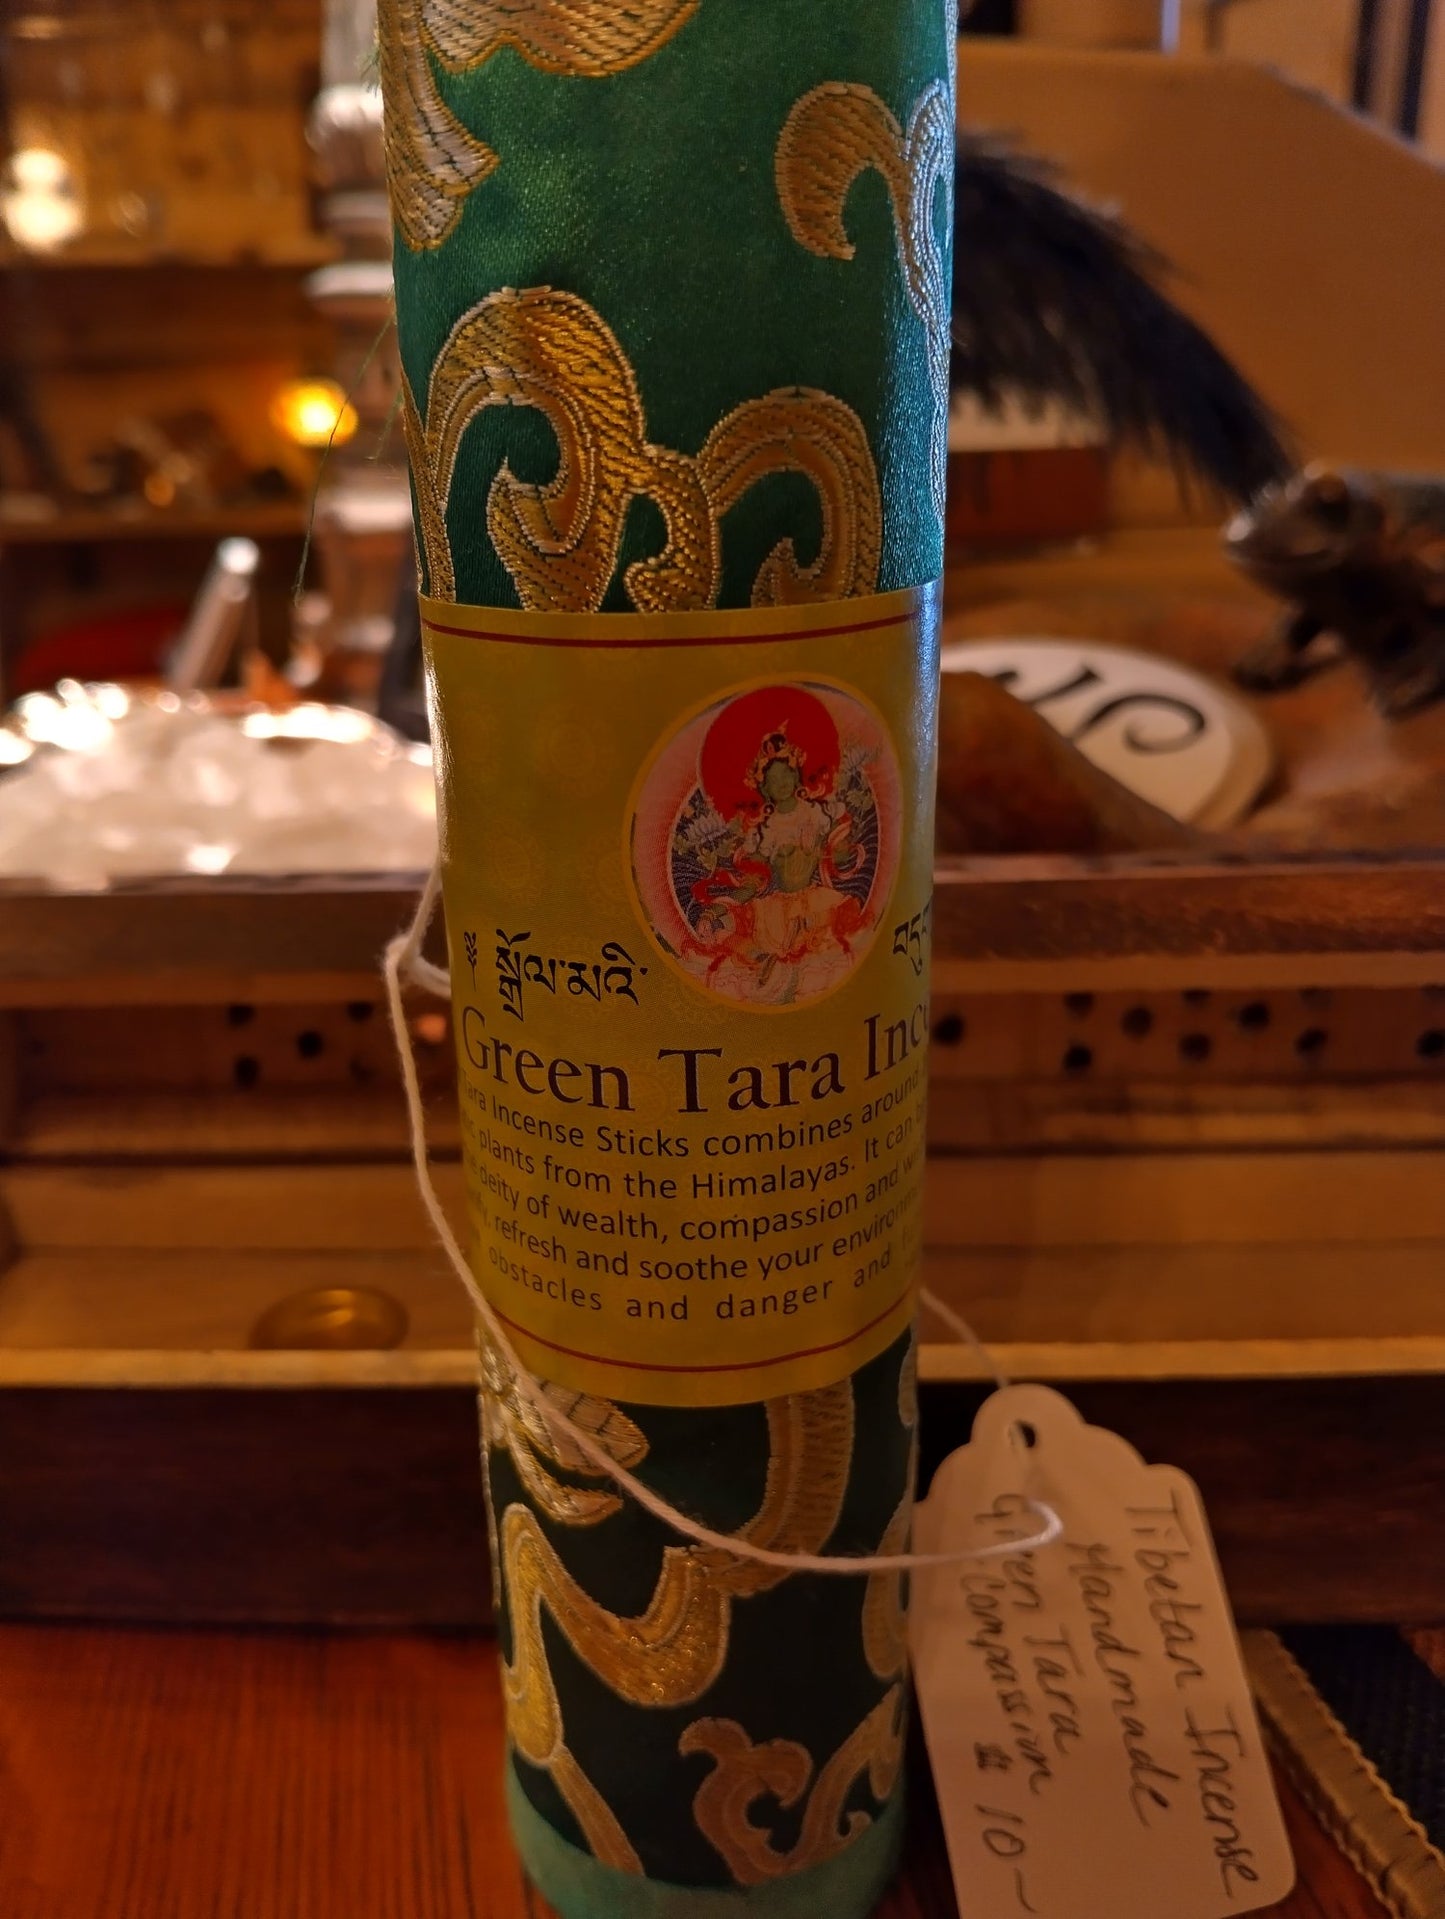 སྒྲོལ་མའི་
བདུ
Green Tara Inc
Tara Incense Sticks combines around
plants from the Himalayas. It can
deity of wealth, compassion and
refresh and soothe your environm
obstacles and danger and
Tibetan Incense
Handmade
Green Tara
Compassion
$ 10-